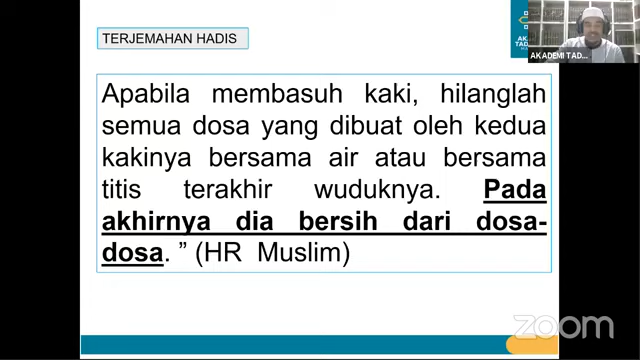 TERJEMAHAN HADIS
Apabila membasuh kaki, hilanglah
semua dosa yang dibuat oleh kedua
kakinya bersama air atau bersama
titis terakhir wuduknya. Pada
akhirnya dia bersih dari dosa-
dosa. ” (HR Muslim)
AKADEMI TAD...
zoom